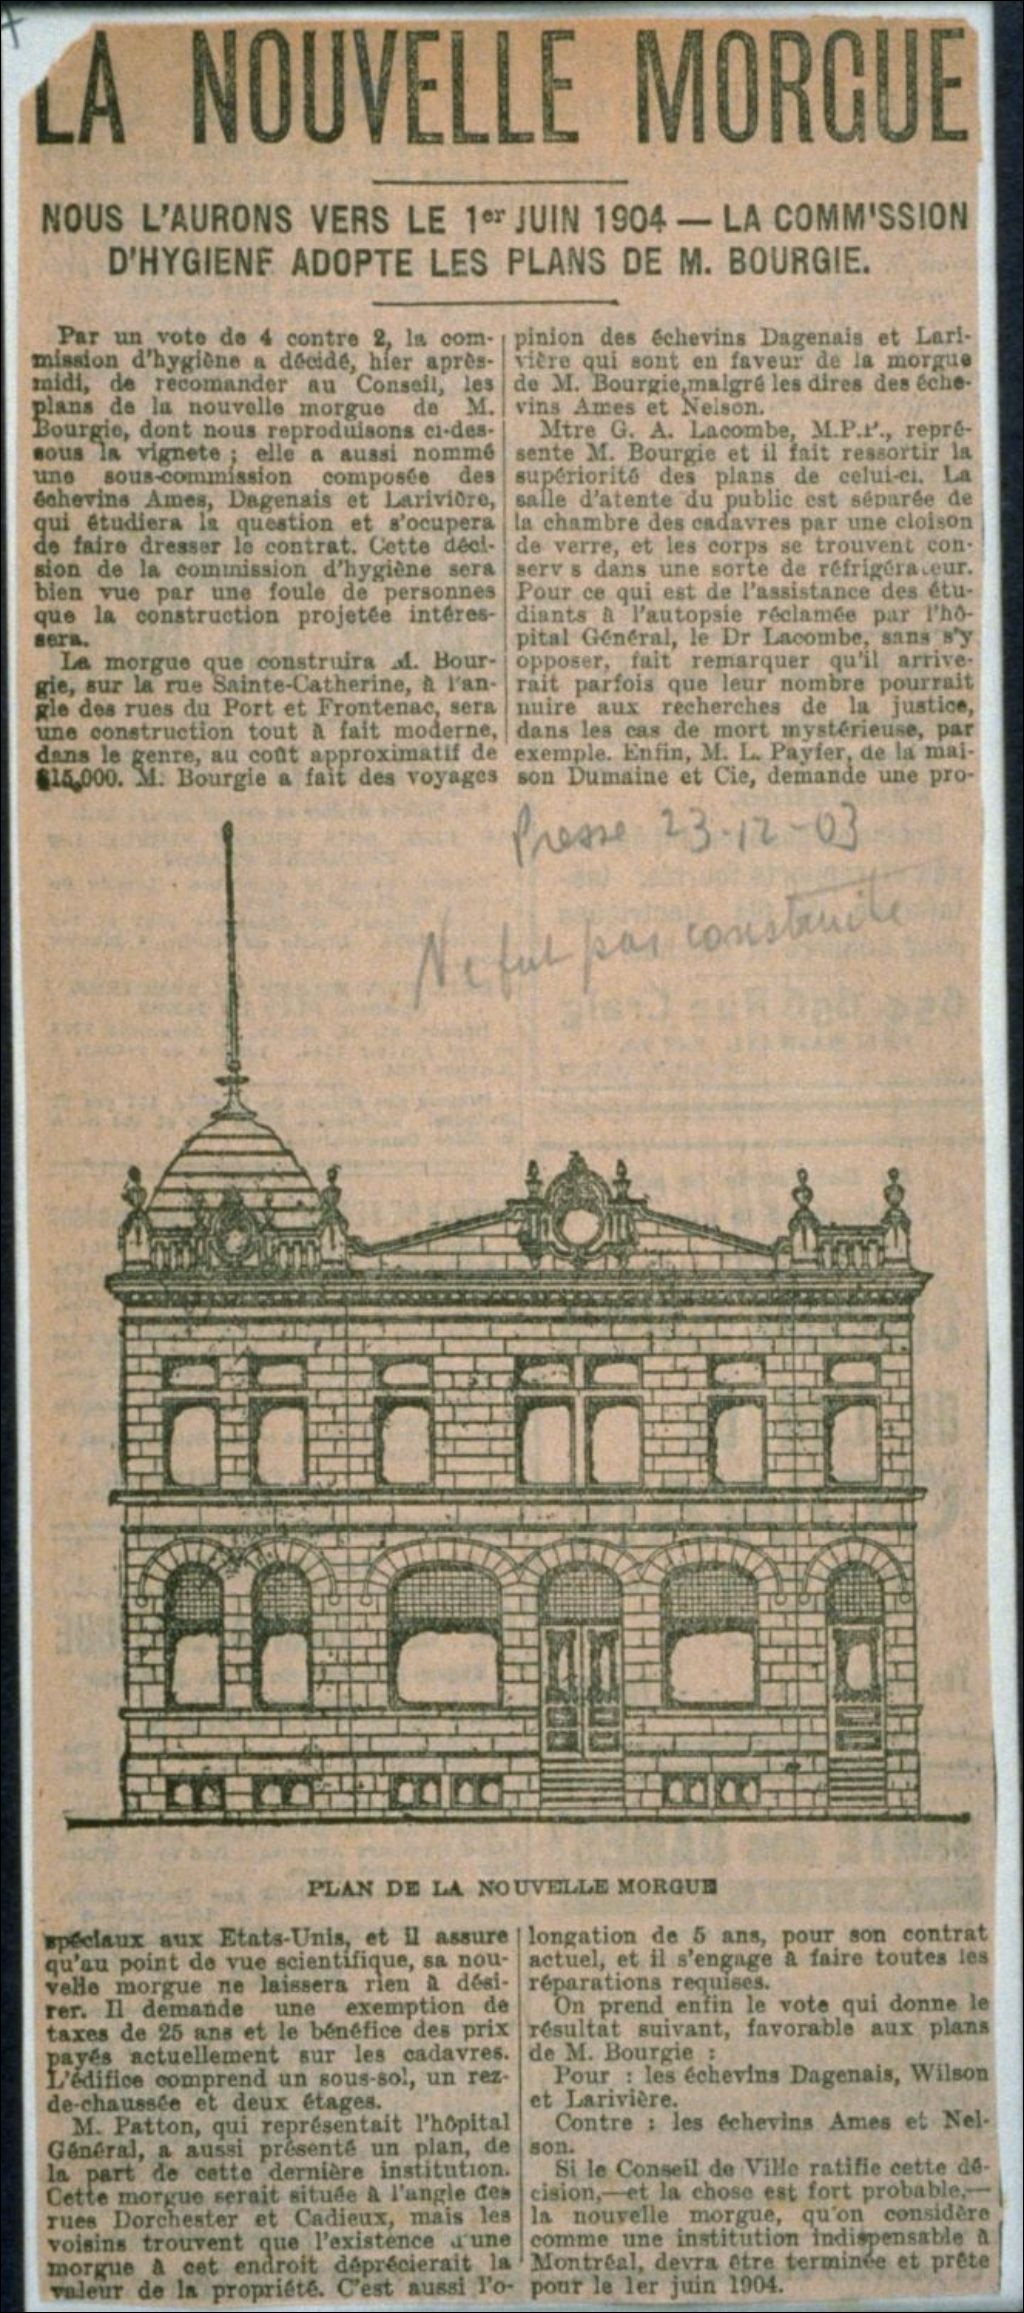 LA NOUVELLE MORGUE
NOUS L'AURONS VERS LE 1er JUIN 1904 — LA COMM'SSION
D'HYGIENE ADOPTE LES PLANS DE M. BOURGIE.
Par un vote de 4 contre 2, la com-
mission d'hygiène a décidé, hier après-
midi, de recomander au Conseil, les
plans de la nouvelle morgue de M.
Bourgie, dont nous reproduisons ci-des-
sous la vignete ; elle a aussi nommé
une sous-commission composée des
échevins Ames, Dagenais et Larivière,
qui étudiera la question et s'ocupera
de faire dresser le contrat. Cette déci-
sion de la commission d'hygiène sera
bien vue par une foule de personnes
que la construction projetée intéres-
sera.
La morgue que construira M. Bour-
gie, sur la rue Sainte-Catherine, à l'an-
gle des rues du Port et Frontenac, sera
une construction tout à fait moderne,
dans le genre, au coût approximatif de
$15,000. M. Bourgie a fait des voyages
pinion des échevins Dagenais et Lari-
vière qui sont en faveur de la morgue
de M. Bourgie,malgré les dires des éche-
vins Ames et Nelson.
Mtre G. A. Lacombe, M.P.P., repré-
sente M. Bourgie et il fait ressortir la
supériorité des plans de celui-ci. La
salle d'atente du public est séparée de
la chambre des cadavres par une cloison
de verre, et les corps se trouvent con-
serv s dans une sorte de réfrigérateur.
Pour ce qui est de l'assistance des étu-
diants à l'autopsie réclamée par l'hô-
pital Général, le Dr Lacombe, sans s'y
opposer, fait remarquer qu'il arrive-
rait parfois que leur nombre pourrait
nuire aux recherches de la justice,
dans les cas de mort mystérieuse, par
exemple. Enfin, M. L. Payfer, de la mai-
son Dumaine et Cie, demande une pro-
Presse 23-12-03
Ne fut pas construite
PLAN DE LA NOUVELLE MORGUE
spéciaux aux Etats-Unis, et il assure
qu'au point de vue scientifique, sa nou-
velle morgue ne laissera rien à dési-
rer. Il demande une exemption de
taxes de 25 ans et le bénéfice des prix
payés actuellement sur les cadavres.
L'édifice comprend un sous-sol, un rez-
de-chaussée et deux étages.
M. Patton, qui représentait l'hôpital
Général, a aussi présenté un plan, de
la part de cette dernière institution.
Cette morgue serait située à l'angle des
rues Dorchester et Cadieux, mais les
voisins trouvent que l'existence d'une
morgue à cet endroit déprécierait la
valeur de la propriété. C'est aussi l'o-
longation de 5 ans, pour son contrat
actuel, et il s'engage à faire toutes les
réparations requises.
On prend enfin le vote qui donne le
résultat suivant, favorable aux plans
de M. Bourgie :
Pour : les échevins Dagenais, Wilson
et Larivière.
Contre : les échevins Ames et Nel-
son.
Si le Conseil de Ville ratifie cette dé-
cision,—et la chose est fort probable,—
la nouvelle morgue, qu'on considère
comme une institution indispensable à
Montréal, devra être terminée et prête
pour le 1er juin 1904.